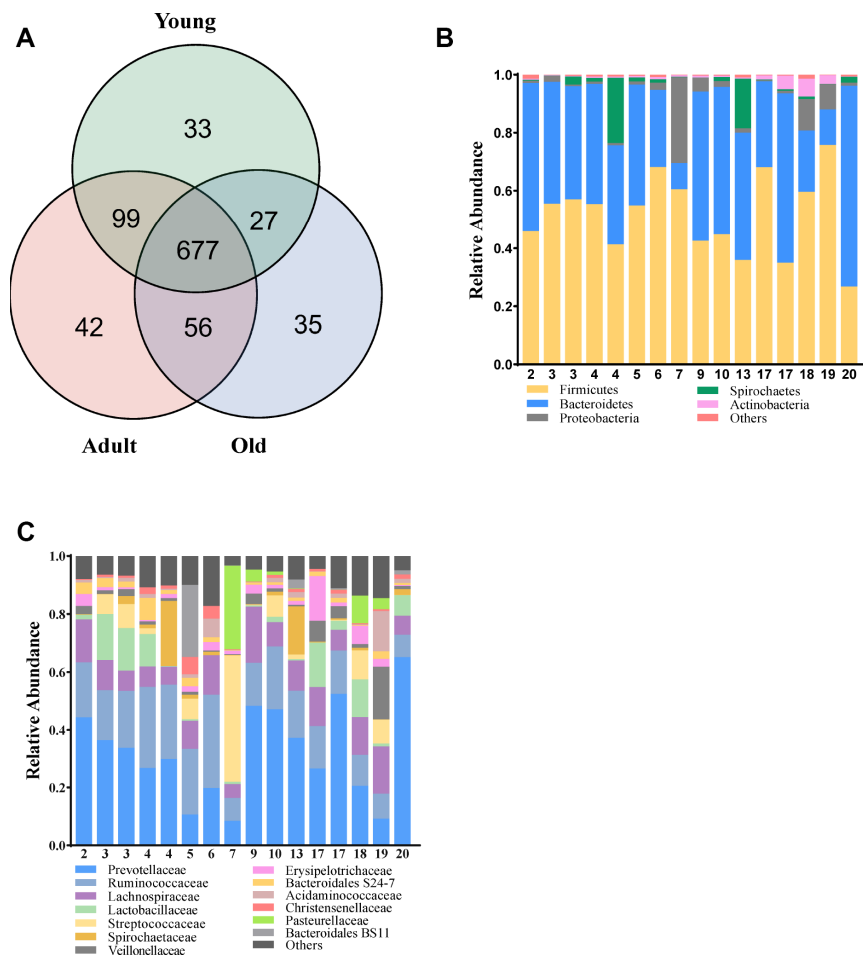 A
Young
33
99
27
677
42
56
35
Adult
Old
B
Relative Abundance
1.0
0.8
0.6
0.4
0.2
0.0
2 3 3 4 4 5 6 7 9 10 13 17 17 18 19 20
Firmicutes
Bacteroidetes
Proteobacteria
Spirochaetes
Actinobacteria
Others
C
Relative Abundance
1.0
0.8
0.6
0.4
0.2
0.0
2 3 3 4 4 5 6 7 9 10 13 17 17 18 19 20
Prevotellaceae
Ruminococcaceae
Lachnospiraceae
Lactobacillaceae
Streptococcaceae
Spirochaetaceae
Veillonellaceae
Erysipelotrichaceae
Bacteroidales S24-7
Acidaminococcaceae
Christensenellaceae
Pasteurellaceae
Bacteroidales BS11
Others